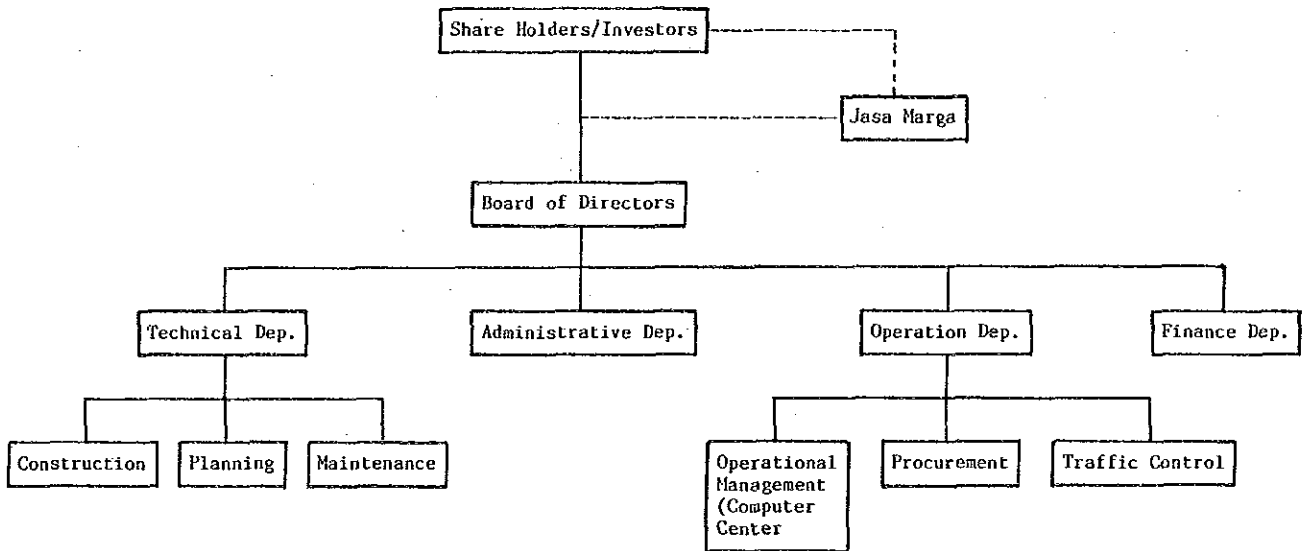 Share Holders/Investors
Jasa Marga
Board of Directors
Technical Dep.
Administrative Dep.
Operation Dep.
Finance Dep.
Construction
Planning
Maintenance
Operational
Management
(Computer
Center
Procurement
Traffic Control